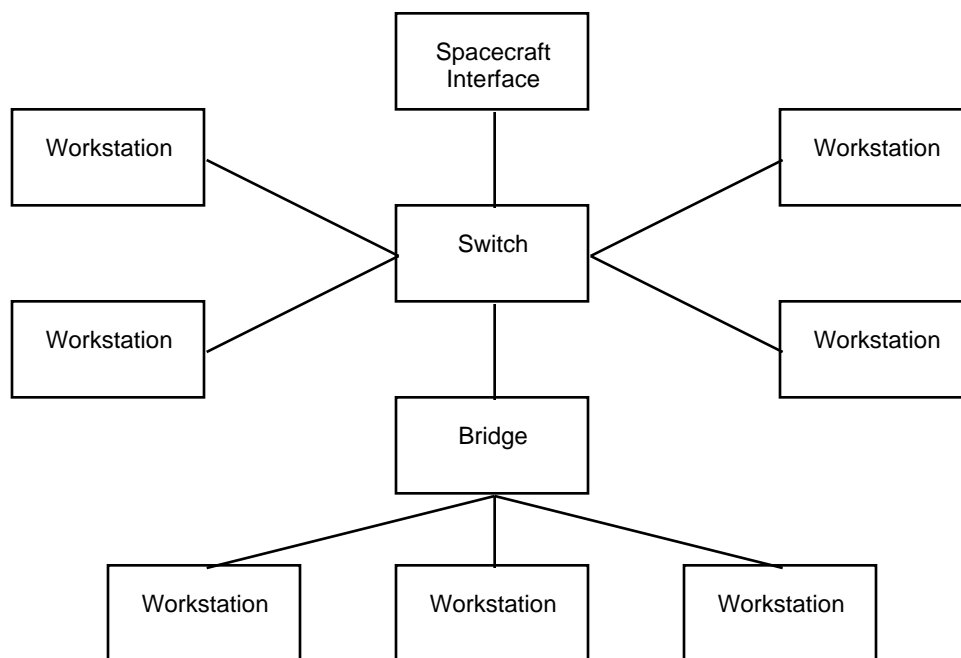 Spacecraft
Interface
Workstation
Workstation
Switch
Workstation
Workstation
Bridge
Workstation
Workstation
Workstation